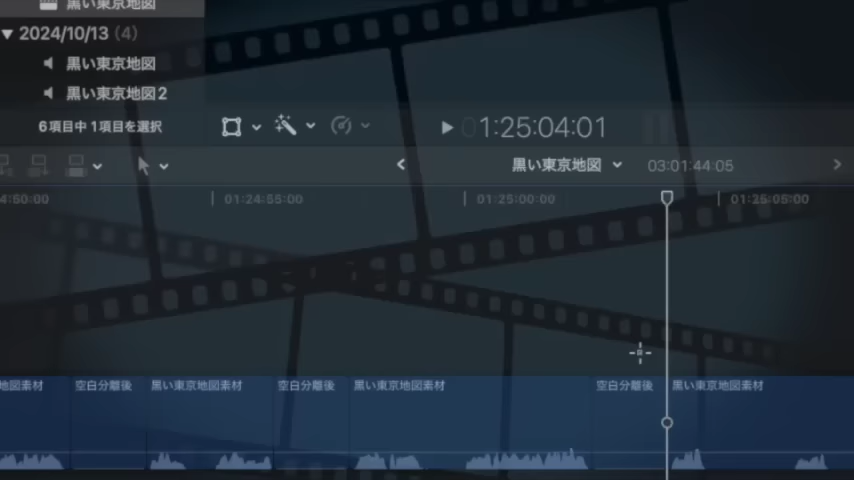 黒い東京地図
2024/10/13 (4)
黒い東京地図
黒い東京地図2
6項目中 1項目を選択
01:25:04:01
黒い東京地図 03:01:44:05
4:50:00 01:24:55:00 01:25:00:00 01:25:05:00
地図素材 空白分離後 黒い東京地図素材 空白分離後 黒い東京地図素材 空白分離後 黒い東京地図素材